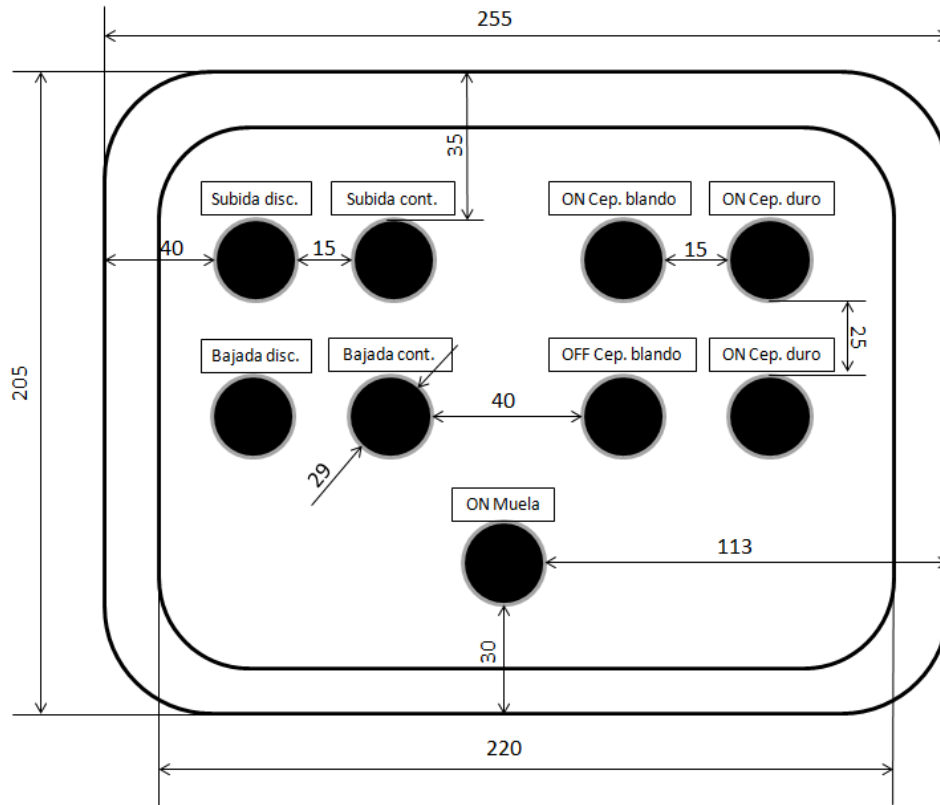 255
35
Subida disc.
Subida cont.
ON Cep. blando
ON Cep. duro
40
15
15
205
25
Bajada disc.
Bajada cont.
OFF Cep. blando
ON Cep. duro
40
29
ON Muela
113
30
220